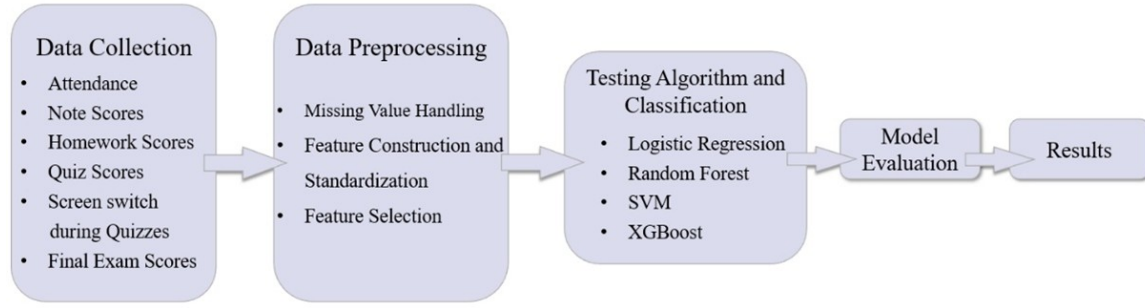 Data Collection
• Attendance
• Note Scores
• Homework Scores
• Quiz Scores
• Screen switch
during Quizzes
• Final Exam Scores
Data Preprocessing
• Missing Value Handling
• Feature Construction and
Standardization
• Feature Selection
Testing Algorithm and
Classification
• Logistic Regression
• Random Forest
• SVM
• XGBoost
Model
Evaluation
Results